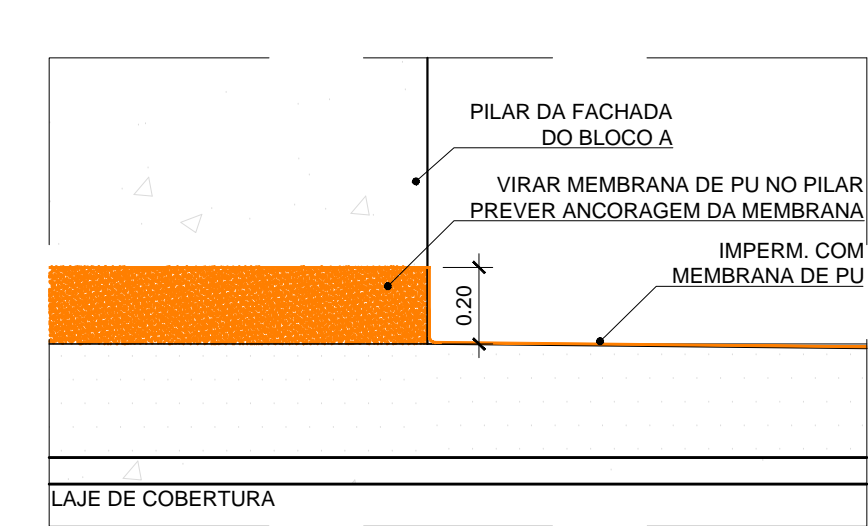 PILAR DA FACHADA
DO BLOCO A
VIRAR MEMBRANA DE PU NO PILAR
PREVER ANCORAGEM DA MEMBRANA
IMPERM. COM
MEMBRANA DE PU
0.20
LAJE DE COBERTURA